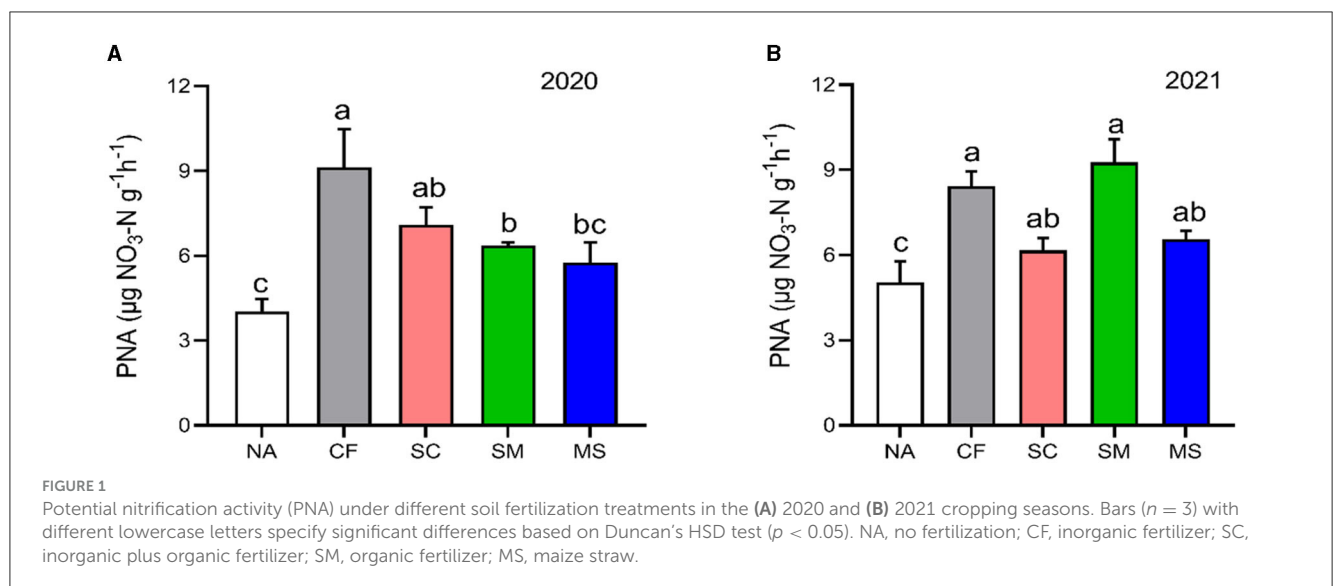 A
2020
12
9
6
3
0
PNA (µg NO₃-N g⁻¹h⁻¹)
c
a
ab
b
bc
NA CF SC SM MS
B
2021
12
9
6
3
0
PNA (µg NO₃-N g⁻¹h⁻¹)
c
a
ab
a
ab
NA CF SC SM MS
FIGURE 1
Potential nitrification activity (PNA) under different soil fertilization treatments in the (A) 2020 and (B) 2021 cropping seasons. Bars (n = 3) with
different lowercase letters specify significant differences based on Duncan's HSD test (p < 0.05). NA, no fertilization; CF, inorganic fertilizer; SC,
inorganic plus organic fertilizer; SM, organic fertilizer; MS, maize straw.